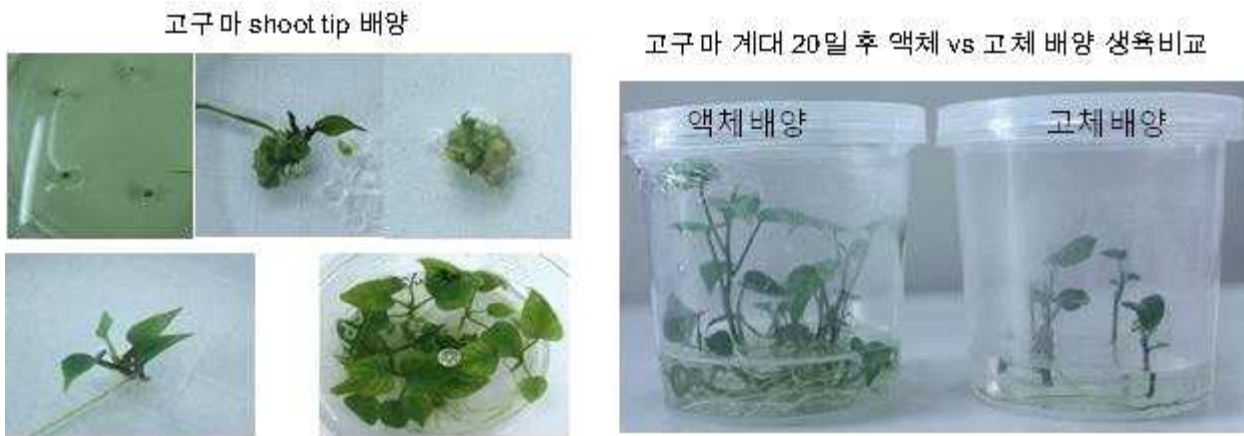 고구마 shoot tip 배양
고구마 계대 20일 후 액체 vs 고체 배양 생육비교
액체배양
고체배양